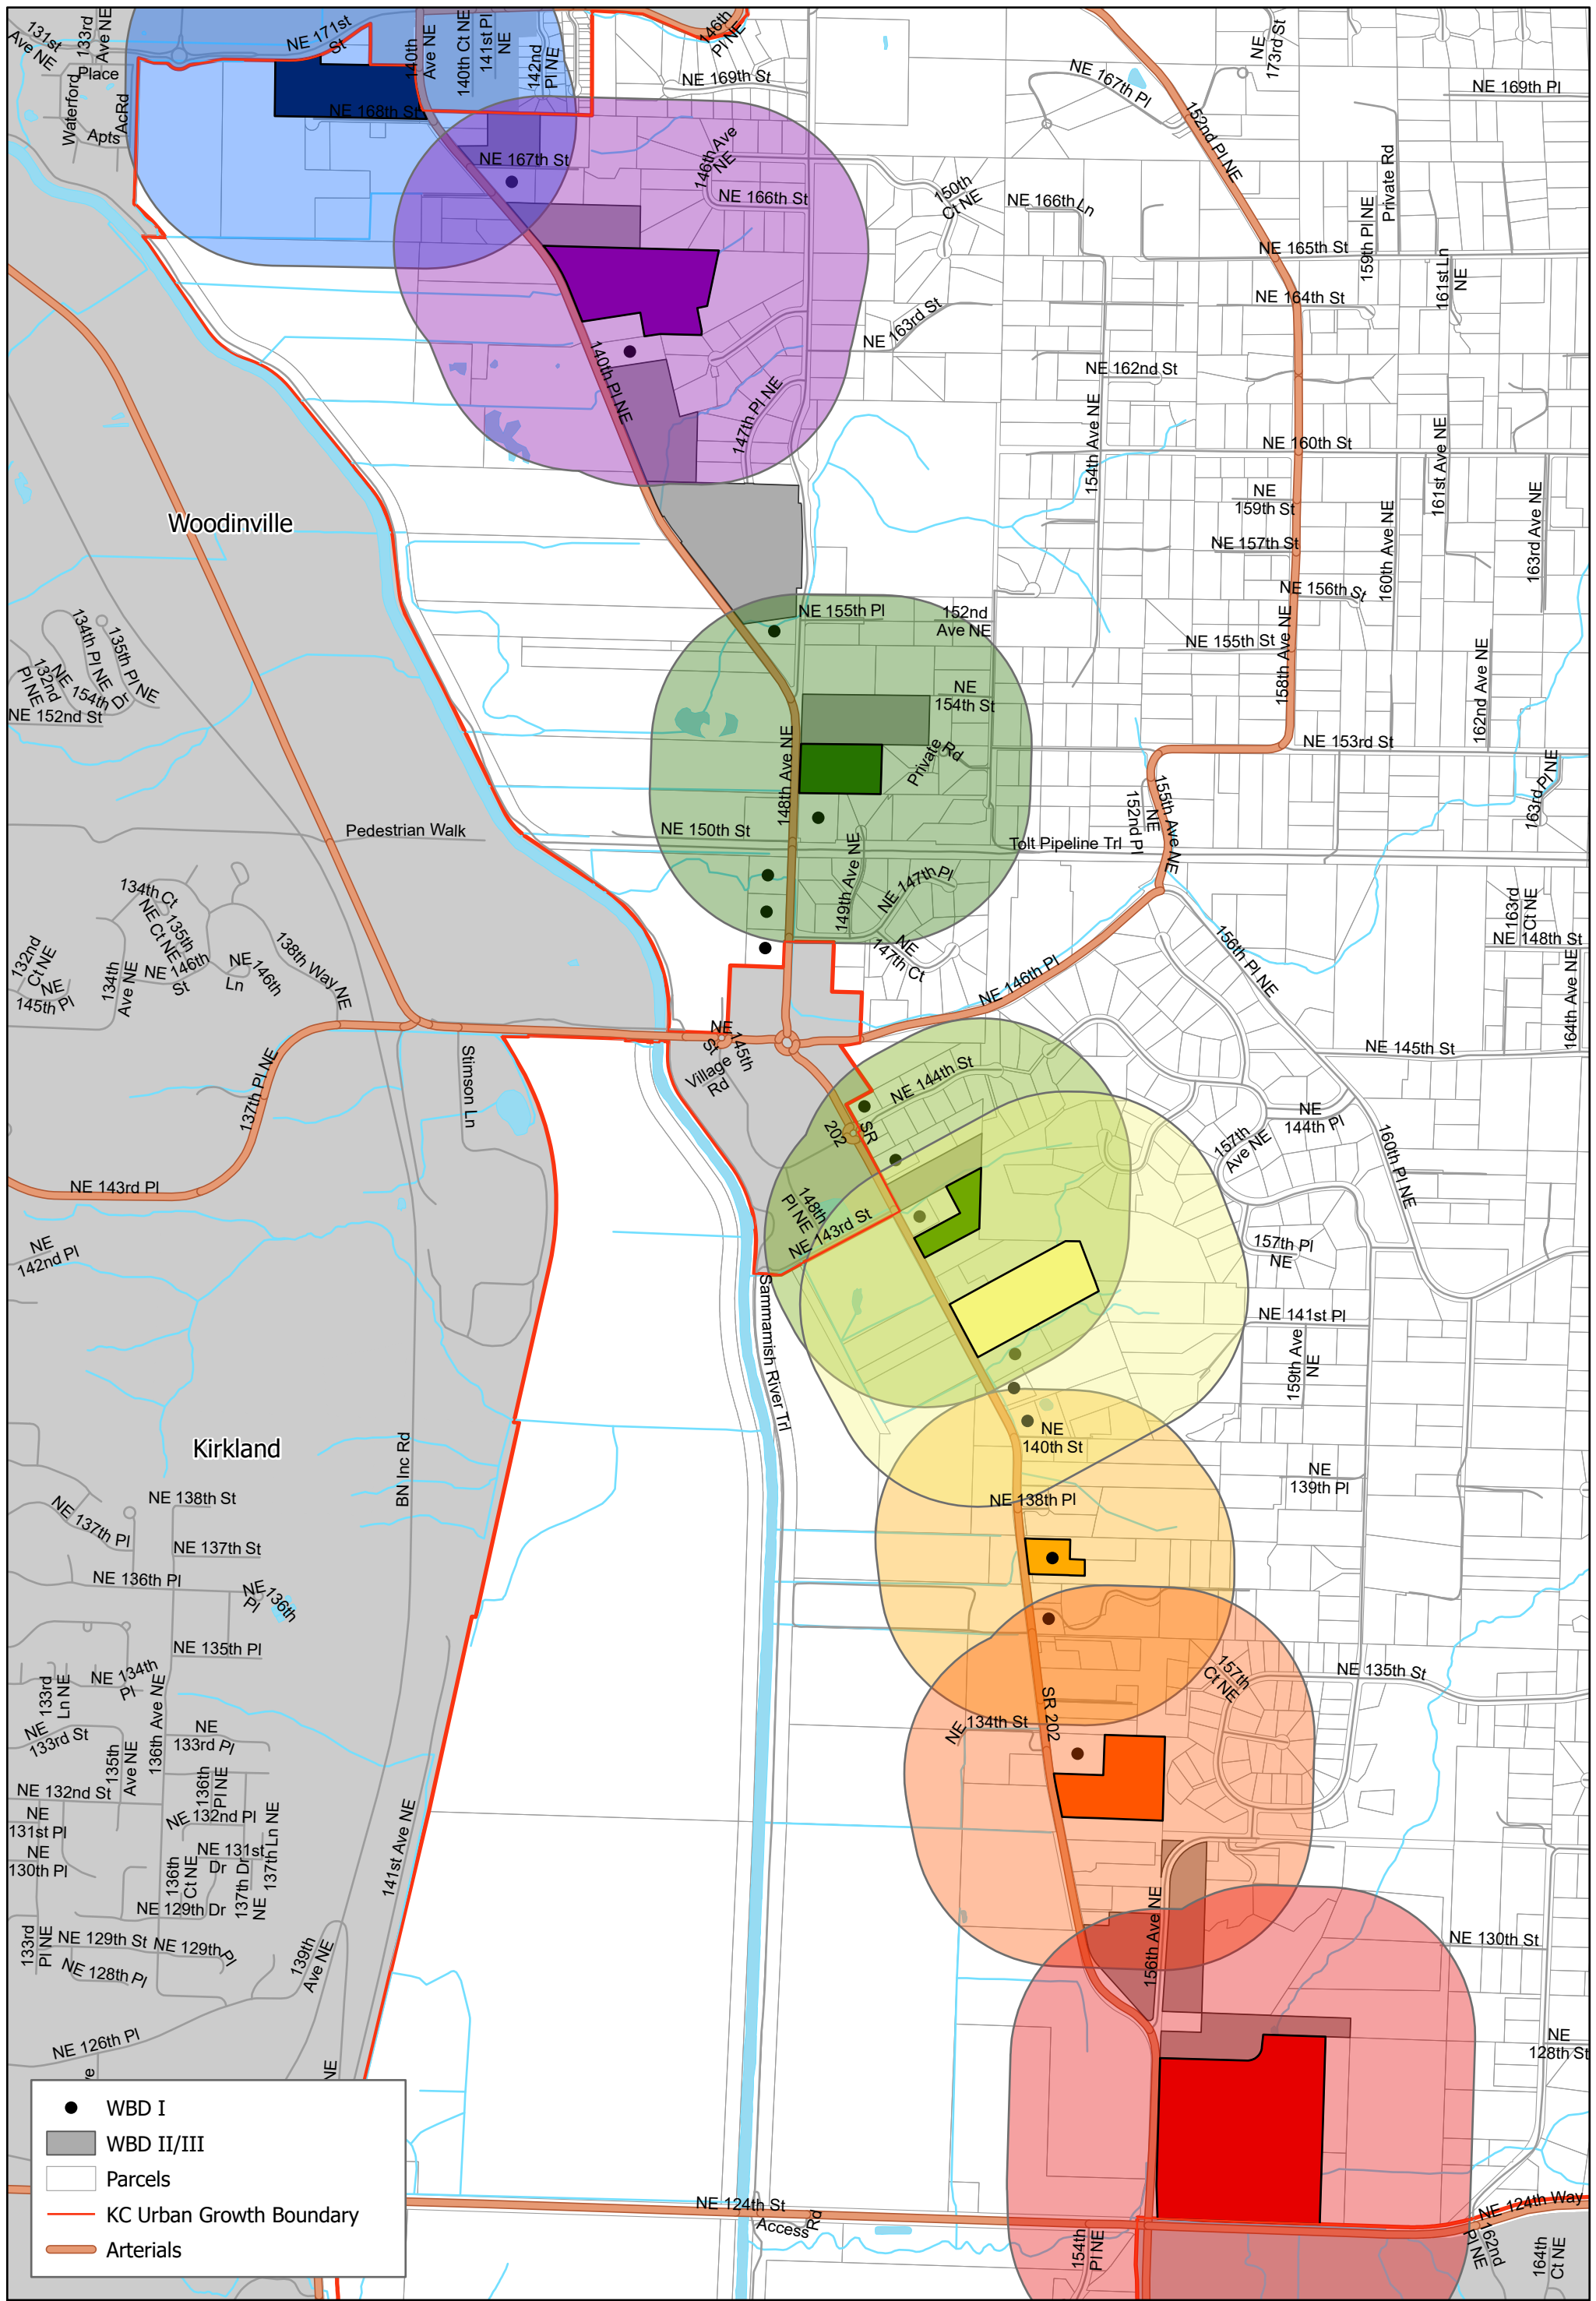 131st
Ave NE
133rd
Ave NE
NE 171st
St
140th
Ave NE
140th Ct NE
141st Pl
NE
142nd
Pl NE
146th
Pl NE
NE
173rd St
Place
Waterford
AcRd
Apts
NE 169th St
NE 167th Pl
152nd Pl NE
NE 169th Pl
NE 168th St
NE 167th St
146th Ave
NE
NE 166th St
150th
Ct NE
NE 166th Ln
Private Rd
159th Pl NE
NE 165th St
161st Ln
NE
NE 164th St
NE 163rd St
140th Pl NE
147th Pl NE
NE 162nd St
154th Ave NE
NE 160th St
161st Ave NE
NE
159th St
160th Ave NE
163rd Ave NE
Woodinville
NE 157th St
NE 156th St
NE 155th Pl
152nd
Ave NE
NE 155th St
158th Ave NE
162nd Ave NE
134th Pl NE
135th Pl NE
132nd
Pl NE
NE 154th Dr
NE 152nd St
NE
154th St
148th Ave NE
Private Rd
NE 153rd St
155th Ave NE
152nd Pl
NE
163rd Pl NE
Pedestrian Walk
NE 150th St
Tolt Pipeline Trl
149th Ave NE
NE 147th Pl
NE
147th Ct
134th Ct
NE
135th
Ct NE
132nd
Ct NE
NE
145th Pl
134th
Ave NE
NE 146th
St
NE
146th
Ln
138th Way NE
156th Pl NE
163rd
Ct NE
NE 148th St
164th Ave NE
NE 146th Pl
NE
145th
St
Village
Rd
NE 145th St
137th Pl NE
Stimson Ln
NE 144th St
SR
202
NE
144th Pl
157th
Ave NE
160th Pl NE
NE 143rd Pl
148th
Pl NE
NE 143rd St
NE
142nd Pl
157th Pl
NE
Sammamish River Trl
NE 141st Pl
159th Ave
NE
Kirkland
BN Inc Rd
NE
140th St
NE
139th Pl
NE 138th St
NE 138th Pl
NE 137th Pl
NE 137th St
NE 136th Pl
NE
136th
Pl
NE 135th Pl
NE 134th
Pl
133rd
Ln NE
136th Ave NE
157th
Ct NE
NE 135th St
SR 202
NE 134th St
NE
133rd St
NE
133rd Pl
135th
Ave NE
136th
Pl NE
NE 132nd St
NE
131st Pl
NE 132nd Pl
NE
130th Pl
NE 131st
Dr
136th
Ct NE
137th Dr
NE
137th Ln NE
141st Ave NE
NE 129th Dr
156th Ave NE
133rd
Pl NE
NE 129th St
NE 129th
Pl
139th
Ave NE
NE 130th St
NE 128th Pl
NE 126th Pl
NE
128th St
ve
NE
WBD I
WBD II/III
Parcels
KC Urban Growth Boundary
Arterials
NE 124th St
Access Rd
154th
Pl NE
NE 124th Way
162nd
Pl NE
164th
Ct NE